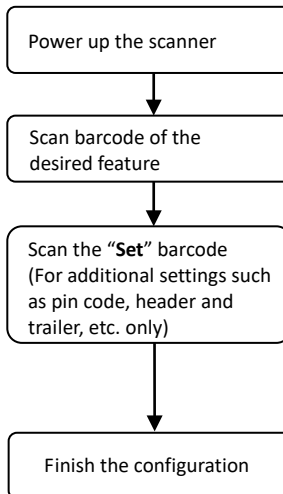 Power up the scanner
Scan barcode of the
desired feature
Scan the “Set” barcode
(For additional settings such
as pin code, header and
trailer, etc. only)
Finish the configuration